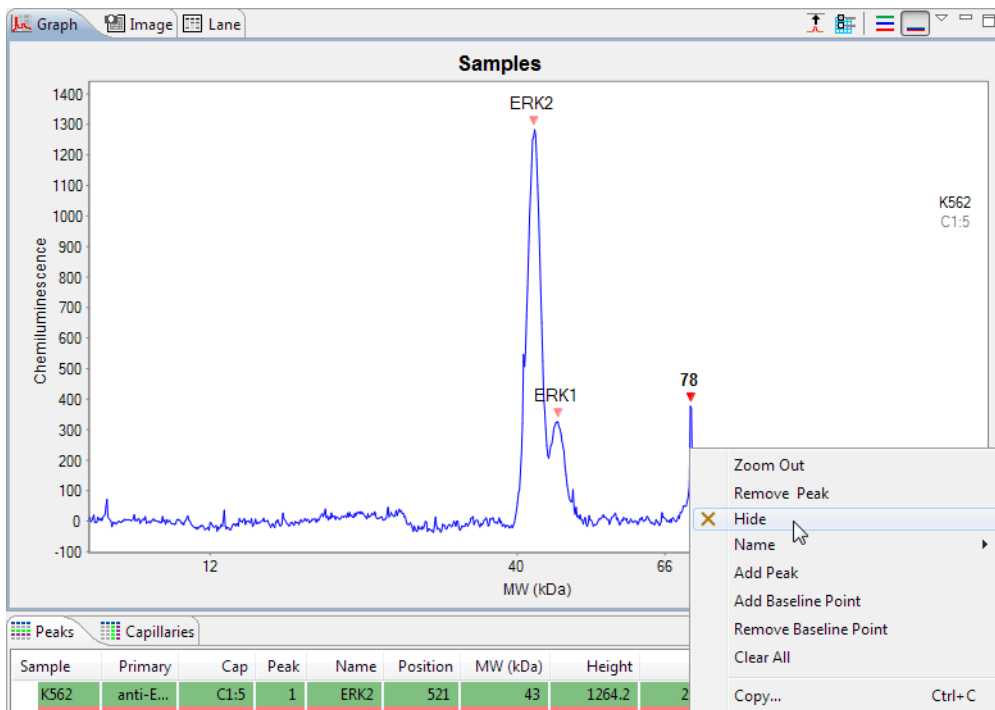 Graph Image Lane
Samples
1400
1300
1200
1100
1000
900
800
700
600
500
400
300
200
100
0
-100
Chemiluminescence
ERK2
ERK1
78
K562
C1:5
12 40 66
MW (kDa)
Zoom Out
Remove Peak
Hide
Name
Add Peak
Add Baseline Point
Remove Baseline Point
Clear All
Copy... Ctrl+C
Peaks Capillaries
Sample Primary Cap Peak Name Position MW (kDa) Height
K562 anti-E... C1:5 1 ERK2 521 43 1264.2 2